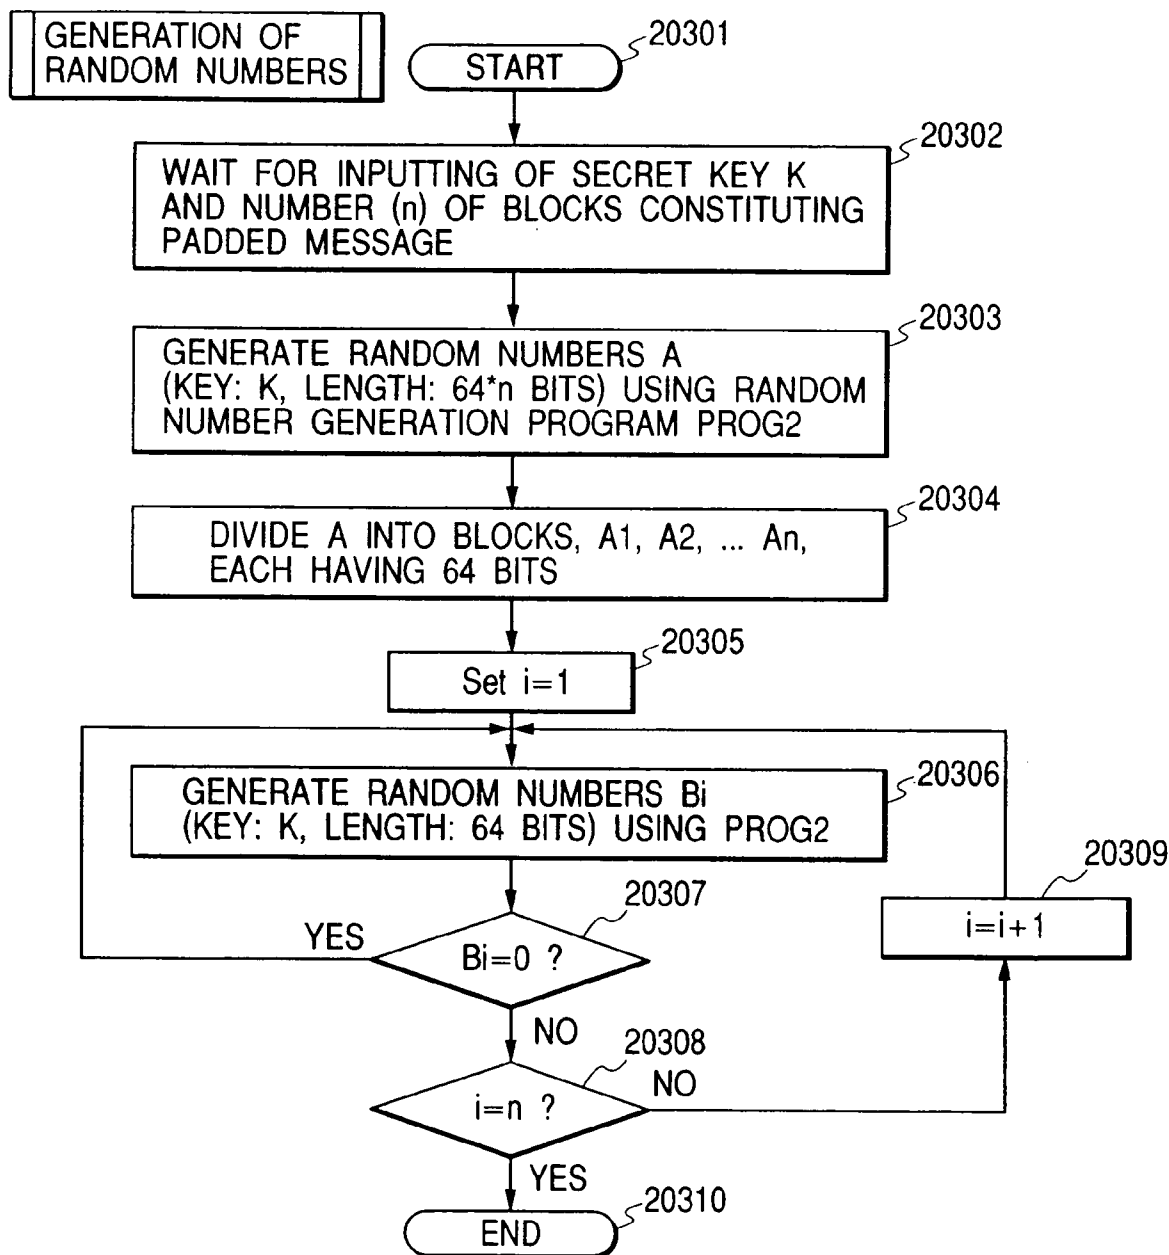 GENERATION OF
RANDOM NUMBERS
START
20301
20302
WAIT FOR INPUTTING OF SECRET KEY K
AND NUMBER (n) OF BLOCKS CONSTITUTING
PADDED MESSAGE
20303
GENERATE RANDOM NUMBERS A
(KEY: K, LENGTH: 64*n BITS) USING RANDOM
NUMBER GENERATION PROGRAM PROG2
20304
DIVIDE A INTO BLOCKS, A1, A2, ... An,
EACH HAVING 64 BITS
20305
Set i=1
20306
GENERATE RANDOM NUMBERS Bi
(KEY: K, LENGTH: 64 BITS) USING PROG2
20307
YES
Bi=0 ?
20309
i=i+1
NO
20308
i=n ?
NO
YES
20310
END